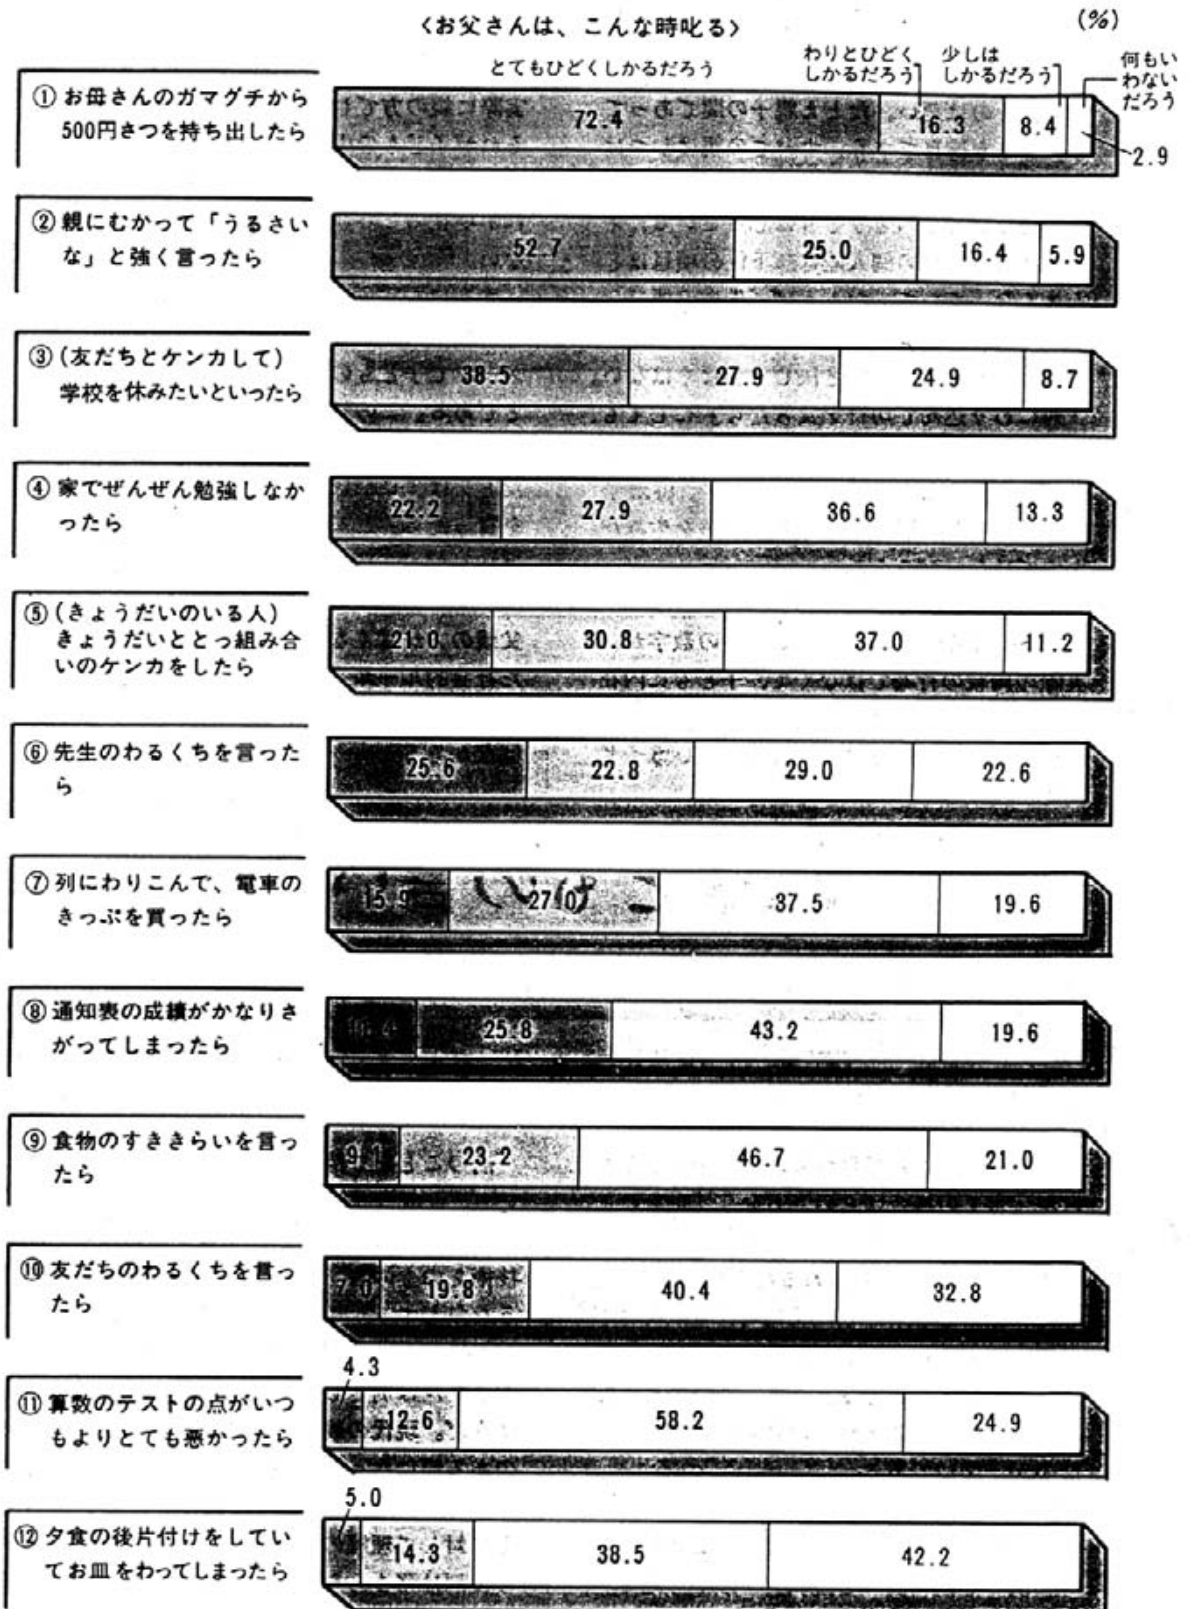 〈お父さんは、こんな時叱る〉
(%)
とてもひどくしかるだろう
わりとひどく
しかるだろう
少しは
しかるだろう
何もい
わない
だろう
① お母さんのガマグチから
500円さつを持ち出したら
72.4 16.3 8.4 2.9
② 親にむかって「うるさい
な」と強く言ったら
52.7 25.0 16.4 5.9
③ (友だちとケンカして)
学校を休みたいといったら
38.5 27.9 24.9 8.7
④ 家でぜんぜん勉強しなか
ったら
22.2 27.9 36.6 13.3
⑤ (きょうだいのいる人)
きょうだいととっ組み合
いのケンカをしたら
21.0 30.8 37.0 11.2
⑥ 先生のわるくちを言った
ら
25.6 22.8 29.0 22.6
⑦ 列にわりこんで、電車の
きっぷを買ったら
15.9 27.0 37.5 19.6
⑧ 通知表の成績がかなりさ
がってしまったら
25.8 43.2 19.6
⑨ 食物のすききらいを言っ
たら
9.1 23.2 46.7 21.0
⑩ 友だちのわるくちを言っ
たら
7.0 19.8 40.4 32.8
⑪ 算数のテストの点がいつ
もよりとても悪かったら
4.3 12.6 58.2 24.9
⑫ 夕食の後片付けをしてい
てお皿をわってしまったら
5.0 14.3 38.5 42.2